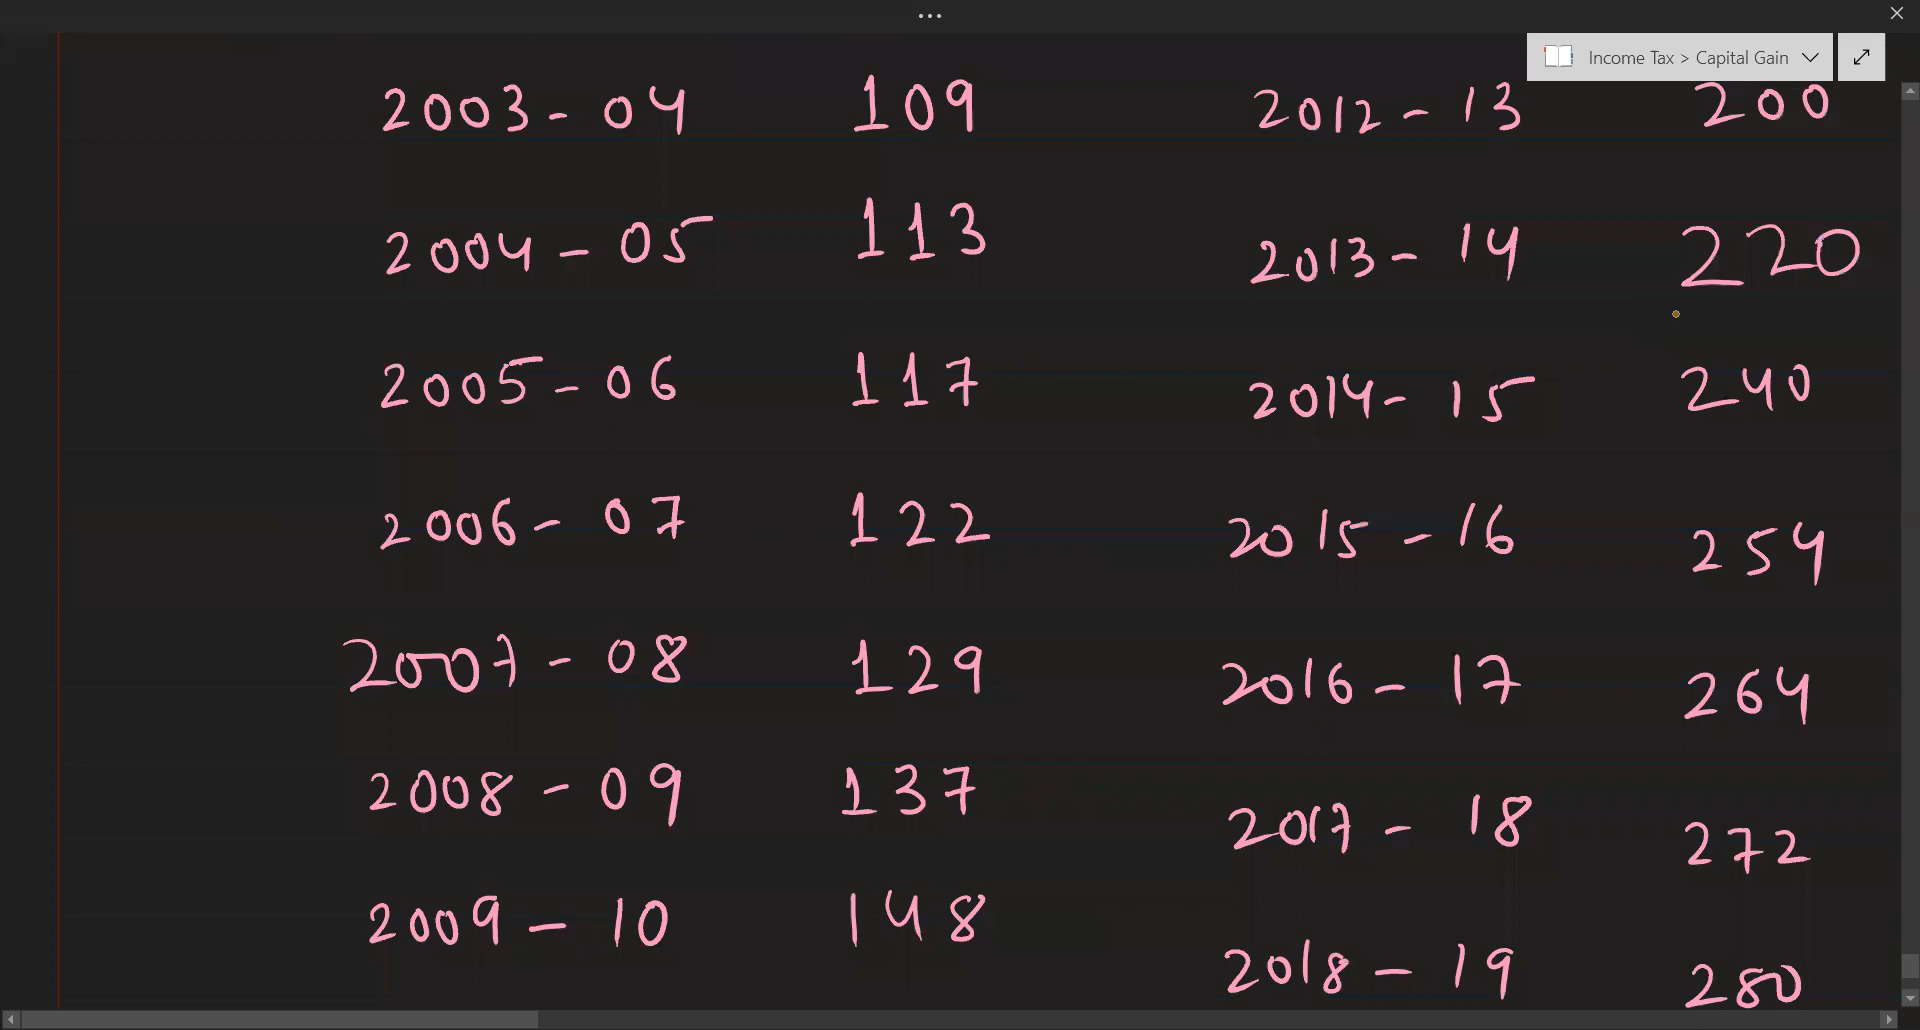 Income Tax > Capital Gain
2003 - 04 109 2012 - 13 200
2004 - 05 113 2013 - 14 220
2005 - 06 117 2014 - 15 240
2006 - 07 122 2015 - 16 254
2007 - 08 129 2016 - 17 264
2008 - 09 137 2017 - 18 272
2009 - 10 148 2018 - 19 280